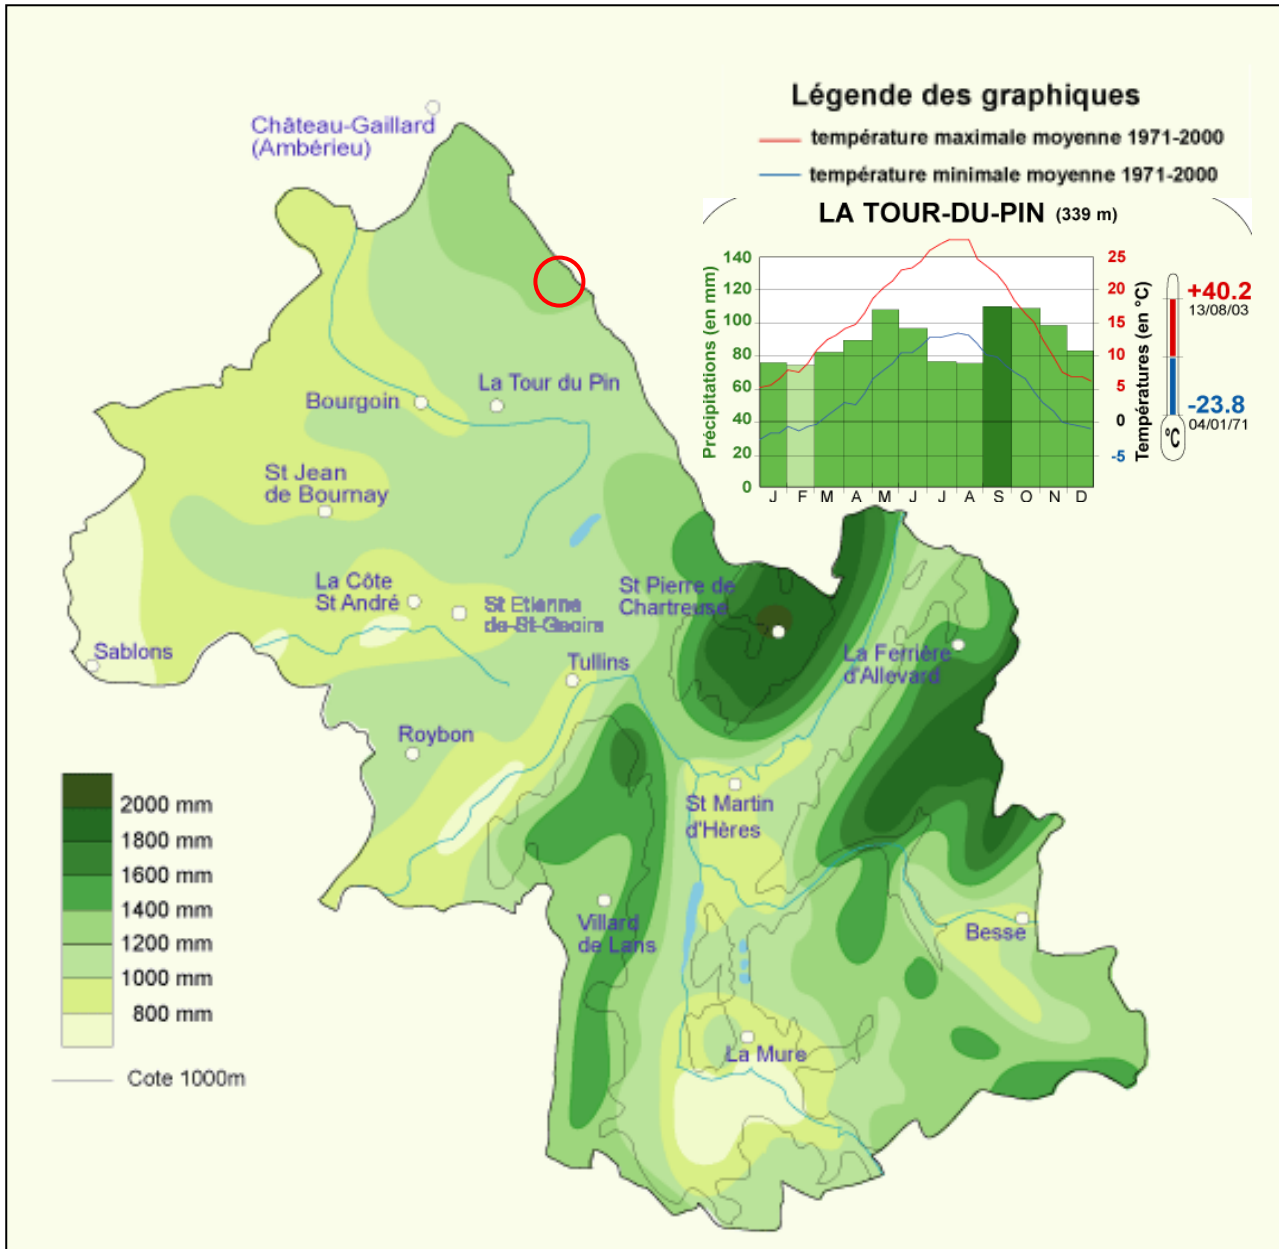 Légende des graphiques
température maximale moyenne 1971-2000
température minimale moyenne 1971-2000
LA TOUR-DU-PIN (339 m)
Précipitations (en mm)
140
120
100
80
60
40
20
0
25
20
15
10
5
0
-5
Températures (en °C)
J F M A M J J A S O N D
+40.2
13/08/03
-23.8
04/01/71
°C
Château-Gaillard
(Ambérieu)
La Tour du Pin
Bourgoin
St Jean
de Bournay
La Côte
St André
St Etienne
de St Geoirs
St Pierre de
Chartreuse
La Ferrière
d'Allevard
Sablons
Tullins
Roybon
St Martin
d'Hères
Villard
de Lans
Besse
La Mure
2000 mm
1800 mm
1600 mm
1400 mm
1200 mm
1000 mm
800 mm
Cote 1000m